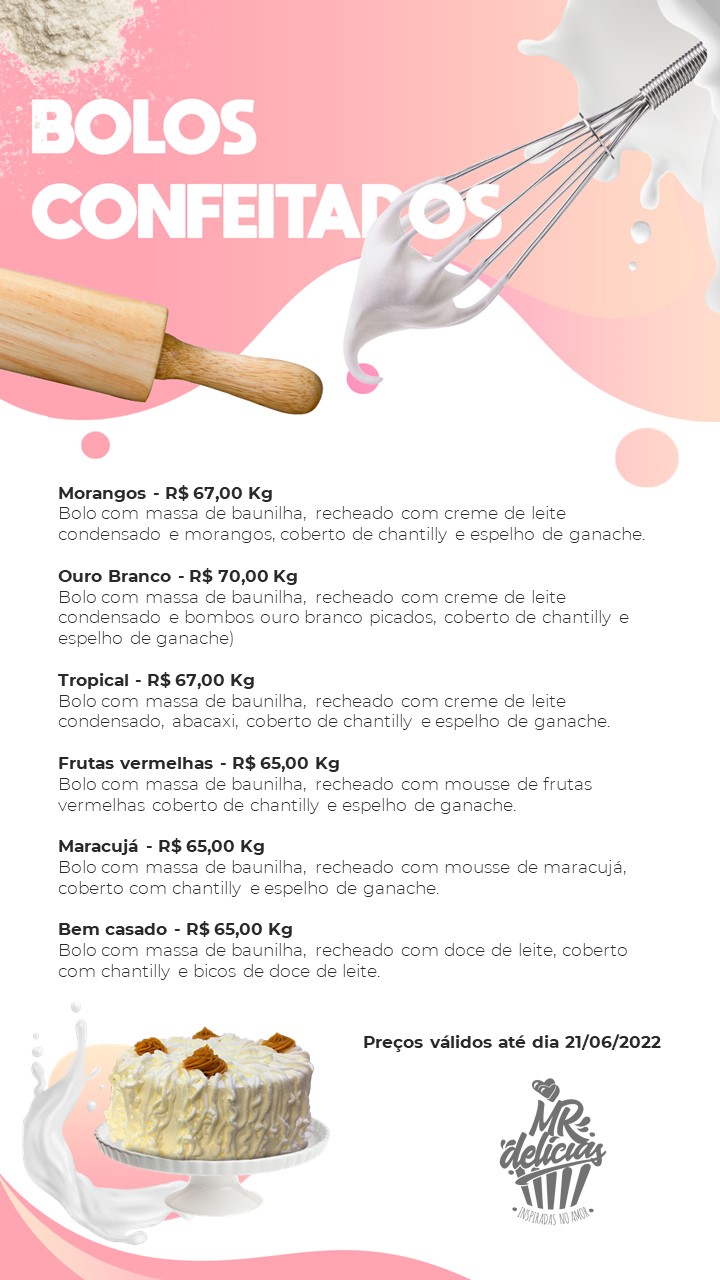 BOLOS
CONFEITADOS
Morangos - R$ 67,00 Kg
Bolo com massa de baunilha, recheado com creme de leite
condensado e morangos, coberto de chantilly e espelho de ganache.
Ouro Branco - R$ 70,00 Kg
Bolo com massa de baunilha, recheado com creme de leite
condensado e bombos ouro branco picados, coberto de chantilly e
espelho de ganache)
Tropical - R$ 67,00 Kg
Bolo com massa de baunilha, recheado com creme de leite
condensado, abacaxi, coberto de chantilly e espelho de ganache.
Frutas vermelhas - R$ 65,00 Kg
Bolo com massa de baunilha, recheado com mousse de frutas
vermelhas coberto de chantilly e espelho de ganache.
Maracujá - R$ 65,00 Kg
Bolo com massa de baunilha, recheado com mousse de maracujá,
coberto com chantilly e espelho de ganache.
Bem casado - R$ 65,00 Kg
Bolo com massa de baunilha, recheado com doce de leite, coberto
com chantilly e bicos de doce de leite.
Preços válidos até dia 21/06/2022
MR
delícias
INSPIRADAS NO AMOR